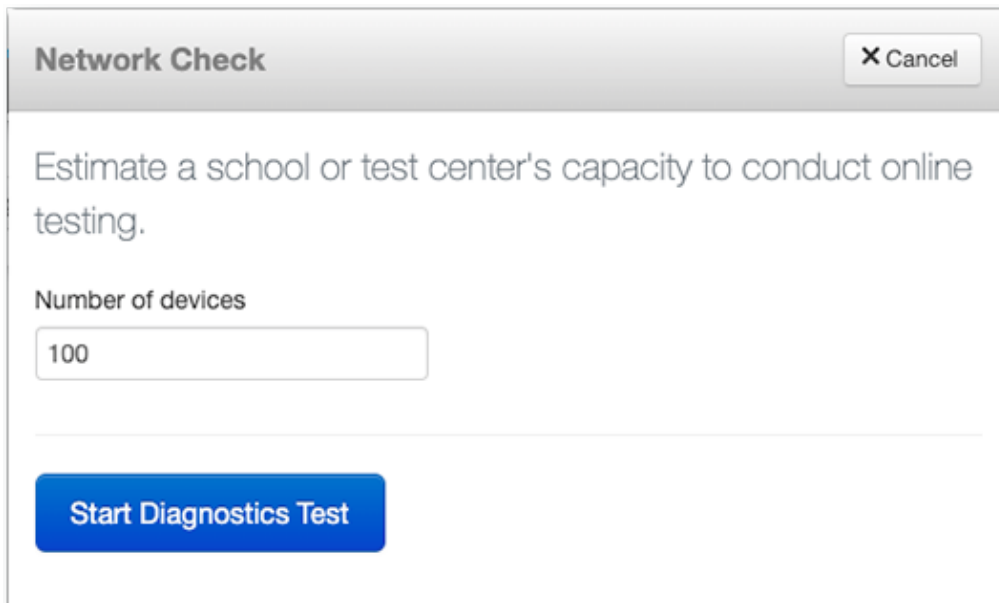 Network Check
✕ Cancel
Estimate a school or test center's capacity to conduct online
testing.
Number of devices
100
Start Diagnostics Test